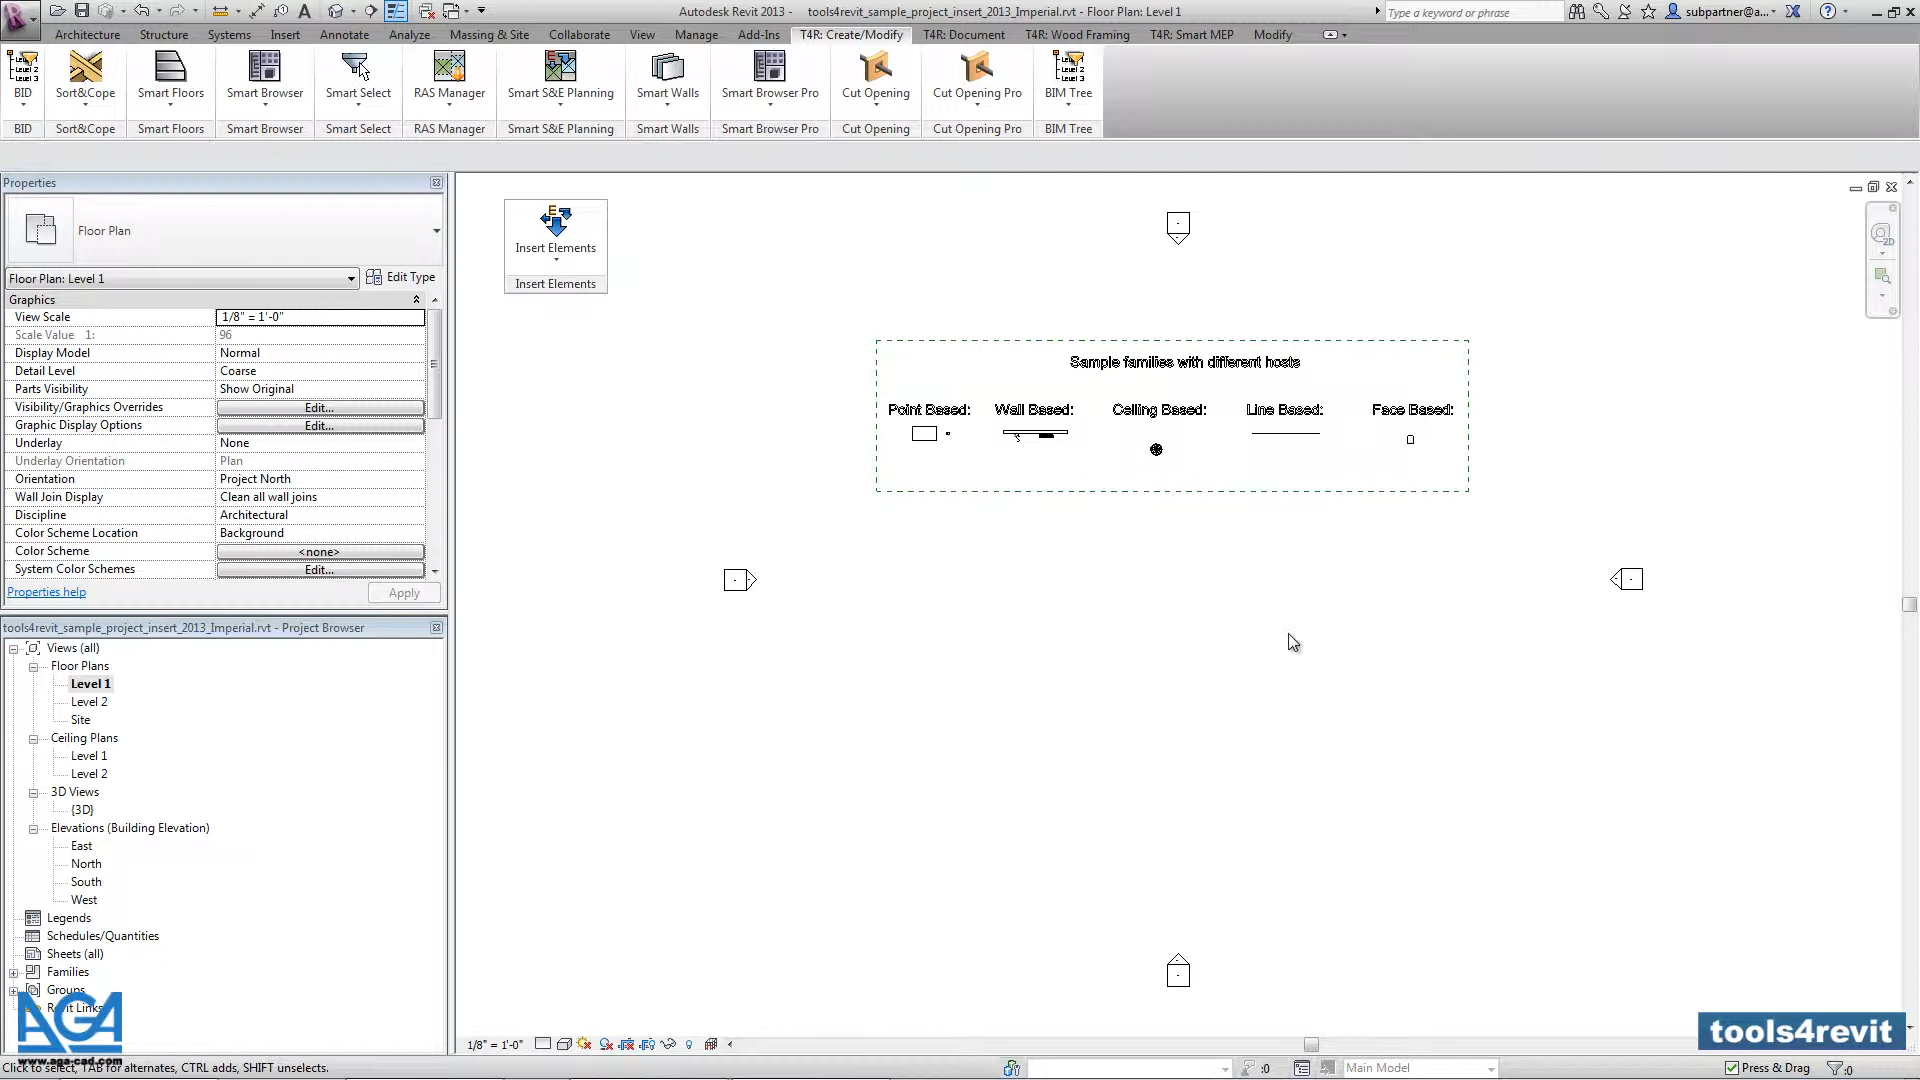 Autodesk Revit 2013 - tools4revit_sample_project_insert_2013_Imperial.rvt - Floor Plan: Level 1
Type a keyword or phrase
subpartner@a...
Architecture Structure Systems Insert Annotate Analyze Massing & Site Collaborate View Manage Add-Ins T4R: Create/Modify T4R: Document T4R: Wood Framing T4R: Smart MEP Modify
BID Sort&Cope Smart Floors Smart Browser Smart Select RAS Manager Smart S&E Planning Smart Walls Smart Browser Pro Cut Opening Cut Opening Pro BIM Tree
BID Sort&Cope Smart Floors Smart Browser Smart Select RAS Manager Smart S&E Planning Smart Walls Smart Browser Pro Cut Opening Cut Opening Pro BIM Tree
Properties
Floor Plan
Floor Plan: Level 1 Edit Type
Graphics
View Scale 1/8" = 1'-0"
Scale Value 1: 96
Display Model Normal
Detail Level Coarse
Parts Visibility Show Original
Visibility/Graphics Overrides Edit...
Graphic Display Options Edit...
Underlay None
Underlay Orientation Plan
Orientation Project North
Wall Join Display Clean all wall joins
Discipline Architectural
Color Scheme Location Background
Color Scheme <none>
System Color Schemes Edit...
Properties help Apply
tools4revit_sample_project_insert_2013_Imperial.rvt - Project Browser
Views (all)
Floor Plans
Level 1
Level 2
Site
Ceiling Plans
Level 1
Level 2
3D Views
{3D}
Elevations (Building Elevation)
East
North
South
West
Legends
Schedules/Quantities
Sheets (all)
Families
Groups
Revit Links
AGA
www.aga-cad.com
Insert Elements
Insert Elements
Sample families with different hosts
Point Based: Wall Based: Ceiling Based: Line Based: Face Based:
2D
tools4revit
1/8" = 1'-0"
Click to select, TAB for alternates, CTRL adds, SHIFT unselects.
:0 Main Model Press & Drag :0